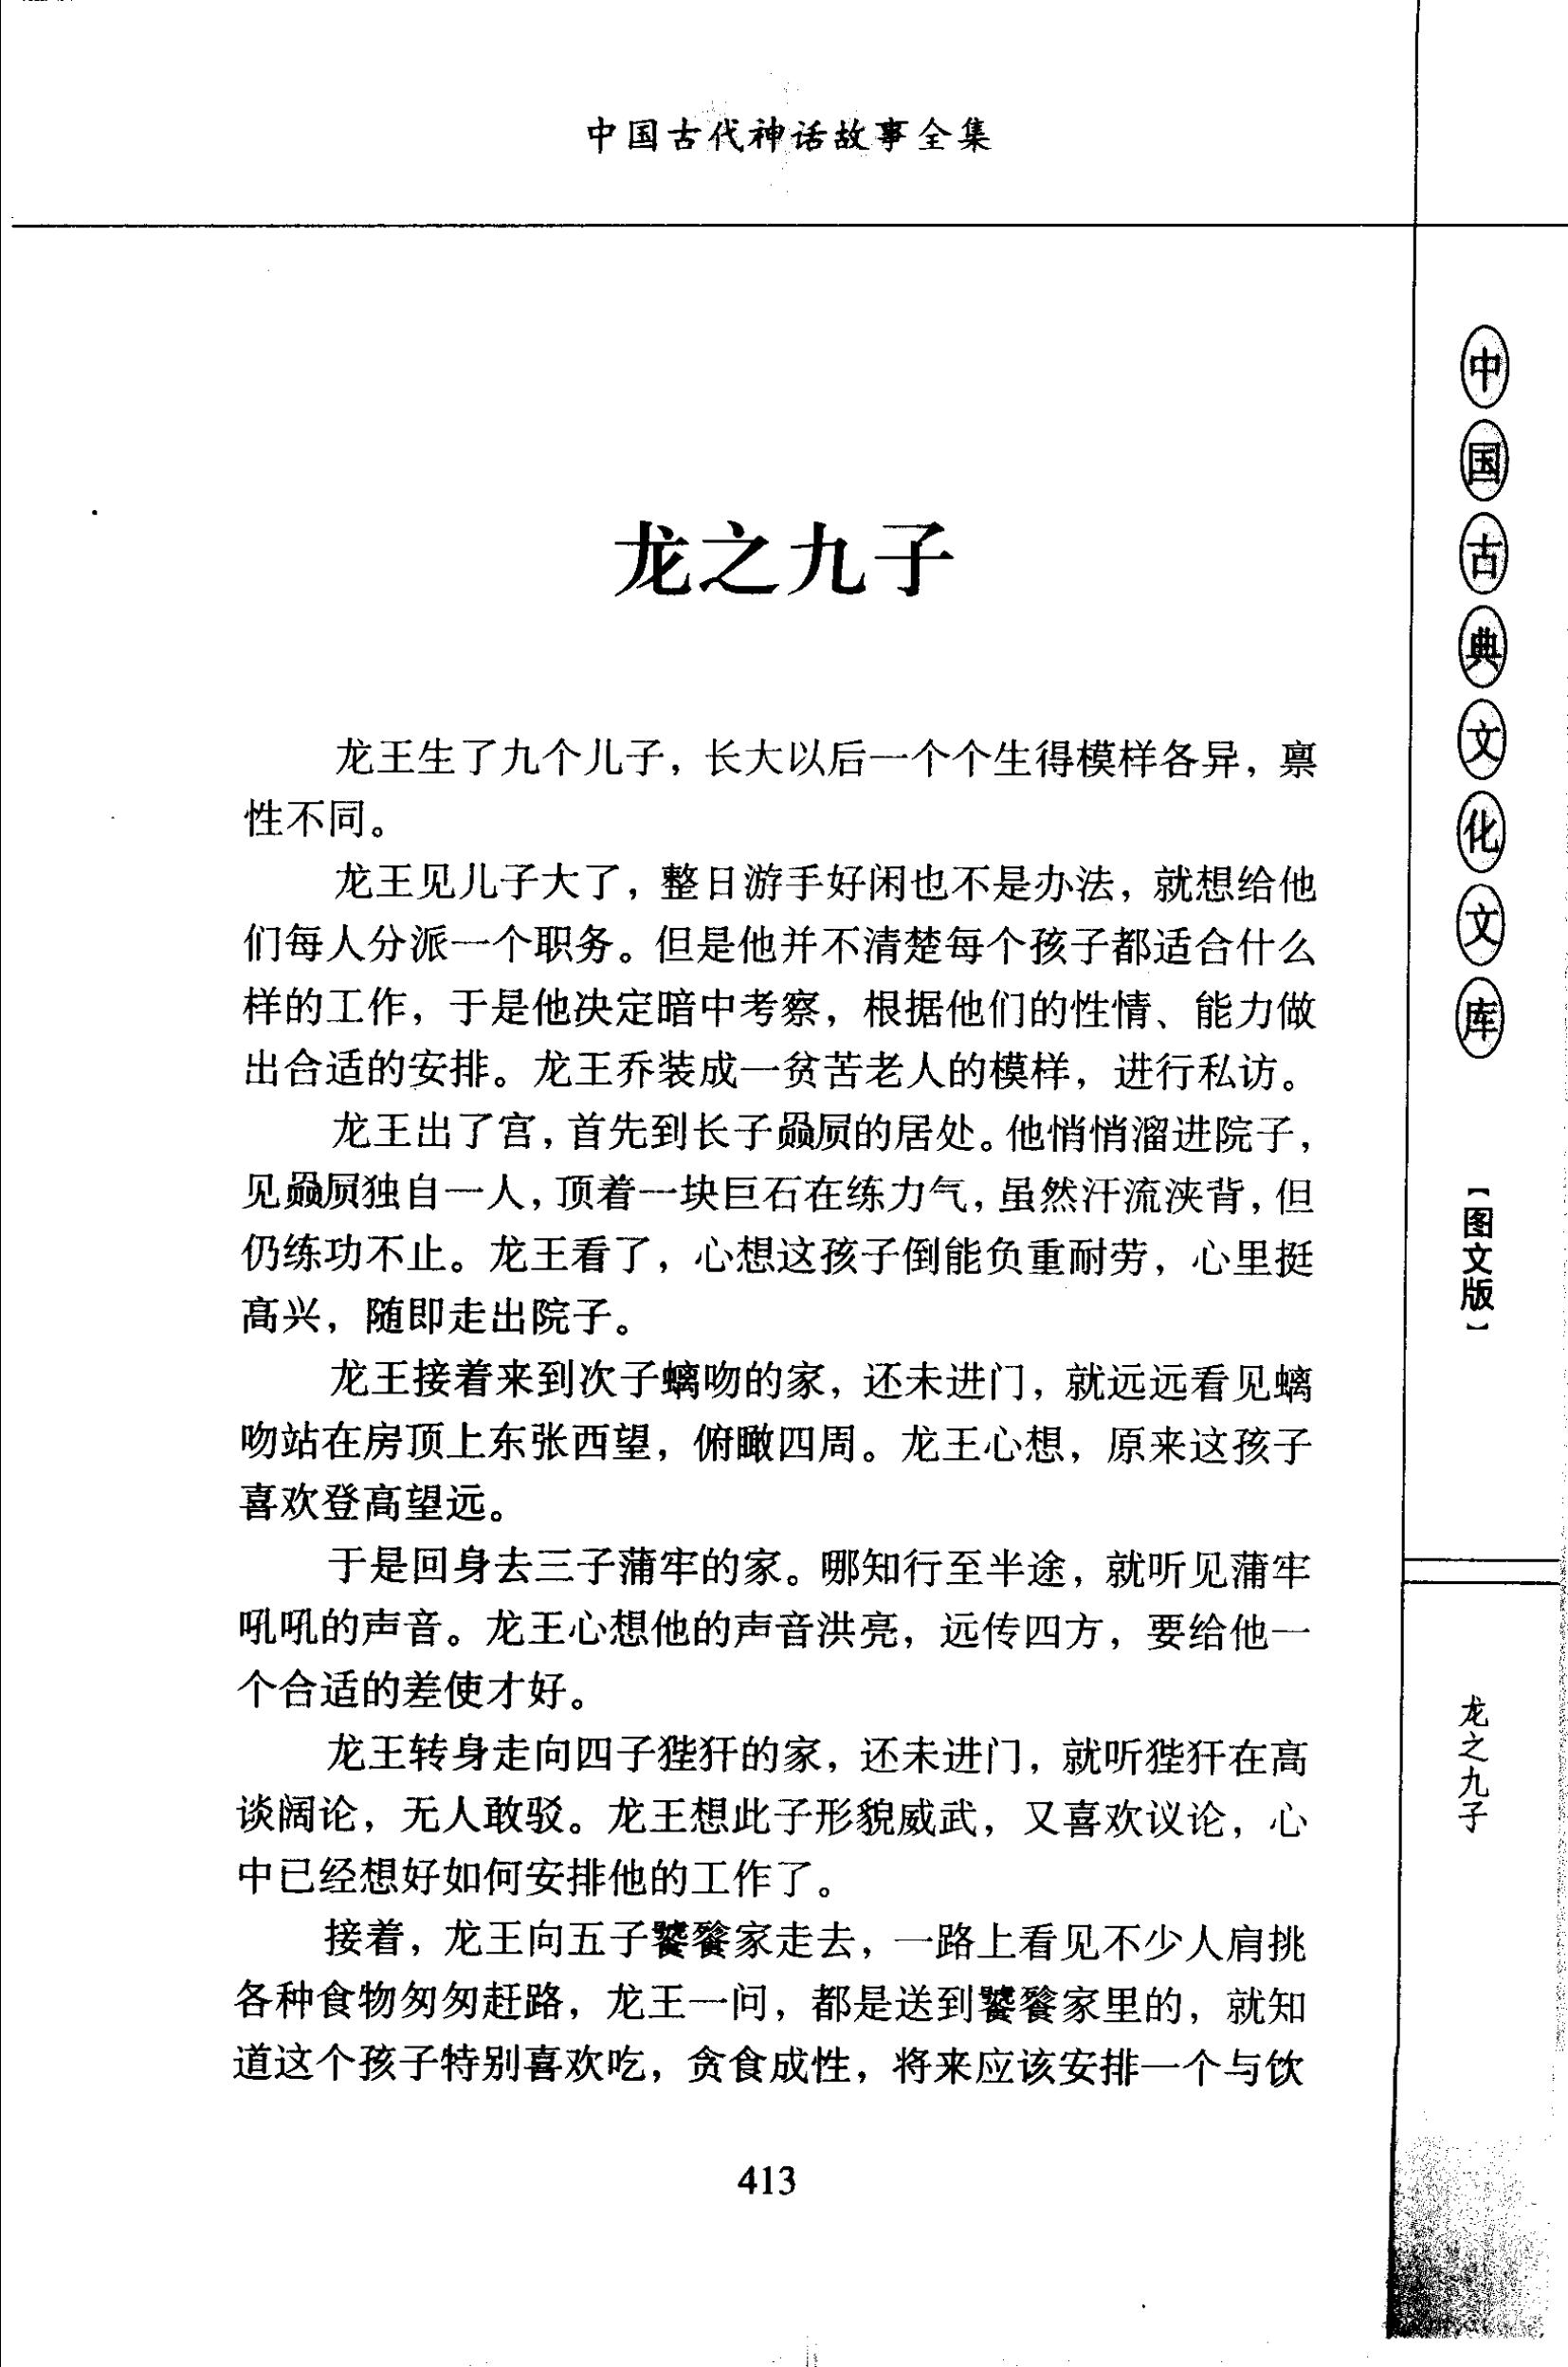 中国古代神话故事全集
龙之九子
龙王生了九个儿子，长大以后一个个生得模样各异，禀
性不同。
龙王见儿子大了，整日游手好闲也不是办法，就想给他
们每人分派一个职务。但是他并不清楚每个孩子都适合什么
样的工作，于是他决定暗中考察，根据他们的性情、能力做
出合适的安排。龙王乔装成一贫苦老人的模样，进行私访。
龙王出了宫，首先到长子赑屃的居处。他悄悄溜进院子，
见赑屃独自一人，顶着一块巨石在练力气，虽然汗流浃背，但
仍练功不止。龙王看了，心想这孩子倒能负重耐劳，心里挺
高兴，随即走出院子。
龙王接着来到次子螭吻的家，还未进门，就远远看见螭
吻站在房顶上东张西望，俯瞰四周。龙王心想，原来这孩子
喜欢登高望远。
于是回身去三子蒲牢的家。哪知行至半途，就听见蒲牢
吼吼的声音。龙王心想他的声音洪亮，远传四方，要给他一
个合适的差使才好。
龙王转身走向四子狴犴的家，还未进门，就听狴犴在高
谈阔论，无人敢驳。龙王想此子形貌威武，又喜欢议论，心
中已经想好如何安排他的工作了。
接着，龙王向五子饕餮家走去，一路上看见不少人肩挑
各种食物匆匆赶路，龙王一问，都是送到饕餮家里的，就知
道这个孩子特别喜欢吃，贪食成性，将来应该安排一个与饮
413
中国古典文化文库
【图文版】
龙之九子